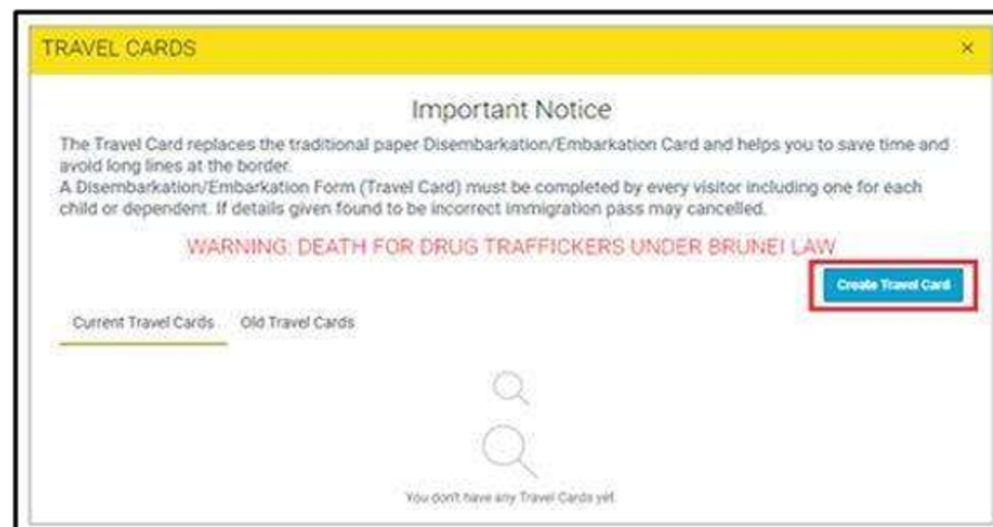 TRAVEL CARDS ×
Important Notice
The Travel Card replaces the traditional paper Disembarkation/Embarkation Card and helps you to save time and
avoid long lines at the border.
A Disembarkation/Embarkation Form (Travel Card) must be completed by every visitor including one for each
child or dependent. If details given found to be incorrect immigration pass may cancelled.
WARNING: DEATH FOR DRUG TRAFFICKERS UNDER BRUNEI LAW
Create Travel Card
Current Travel Cards Old Travel Cards
You don't have any Travel Cards yet.